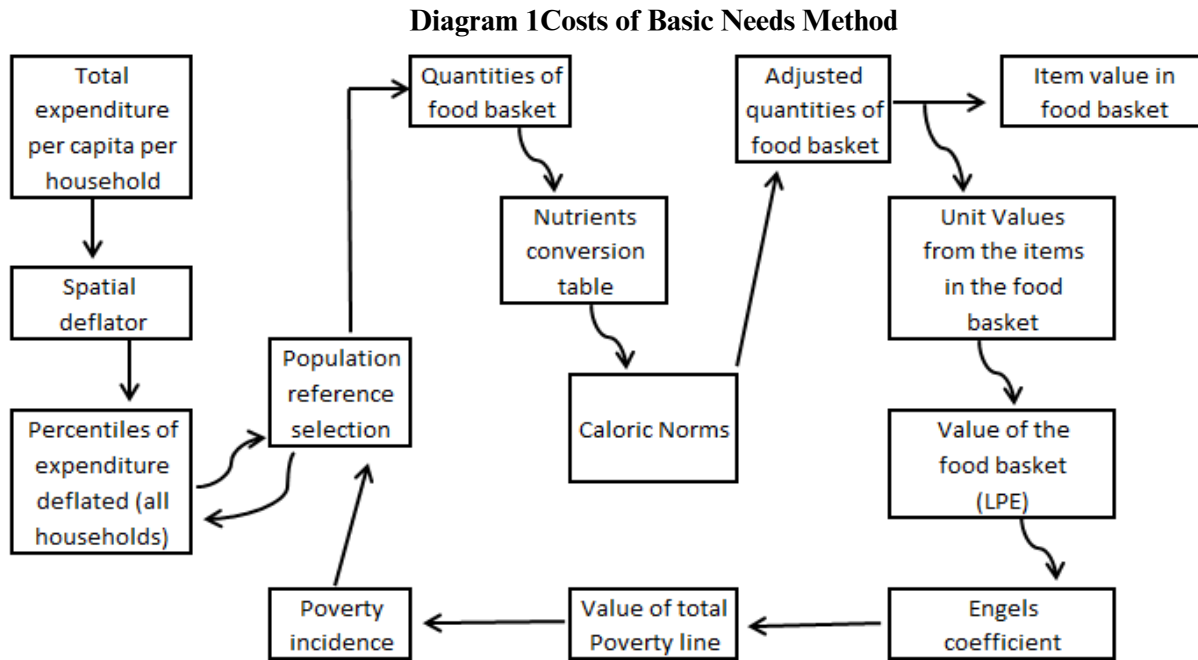 Diagram 1Costs of Basic Needs Method
Total
expenditure
per capita per
household
Spatial
deflator
Percentiles of
expenditure
deflated (all
households)
Population
reference
selection
Quantities of
food basket
Nutrients
conversion
table
Caloric Norms
Adjusted
quantities of
food basket
Item value in
food basket
Unit Values
from the items
in the food
basket
Value of the
food basket
(LPE)
Engels
coefficient
Value of total
Poverty line
Poverty
incidence